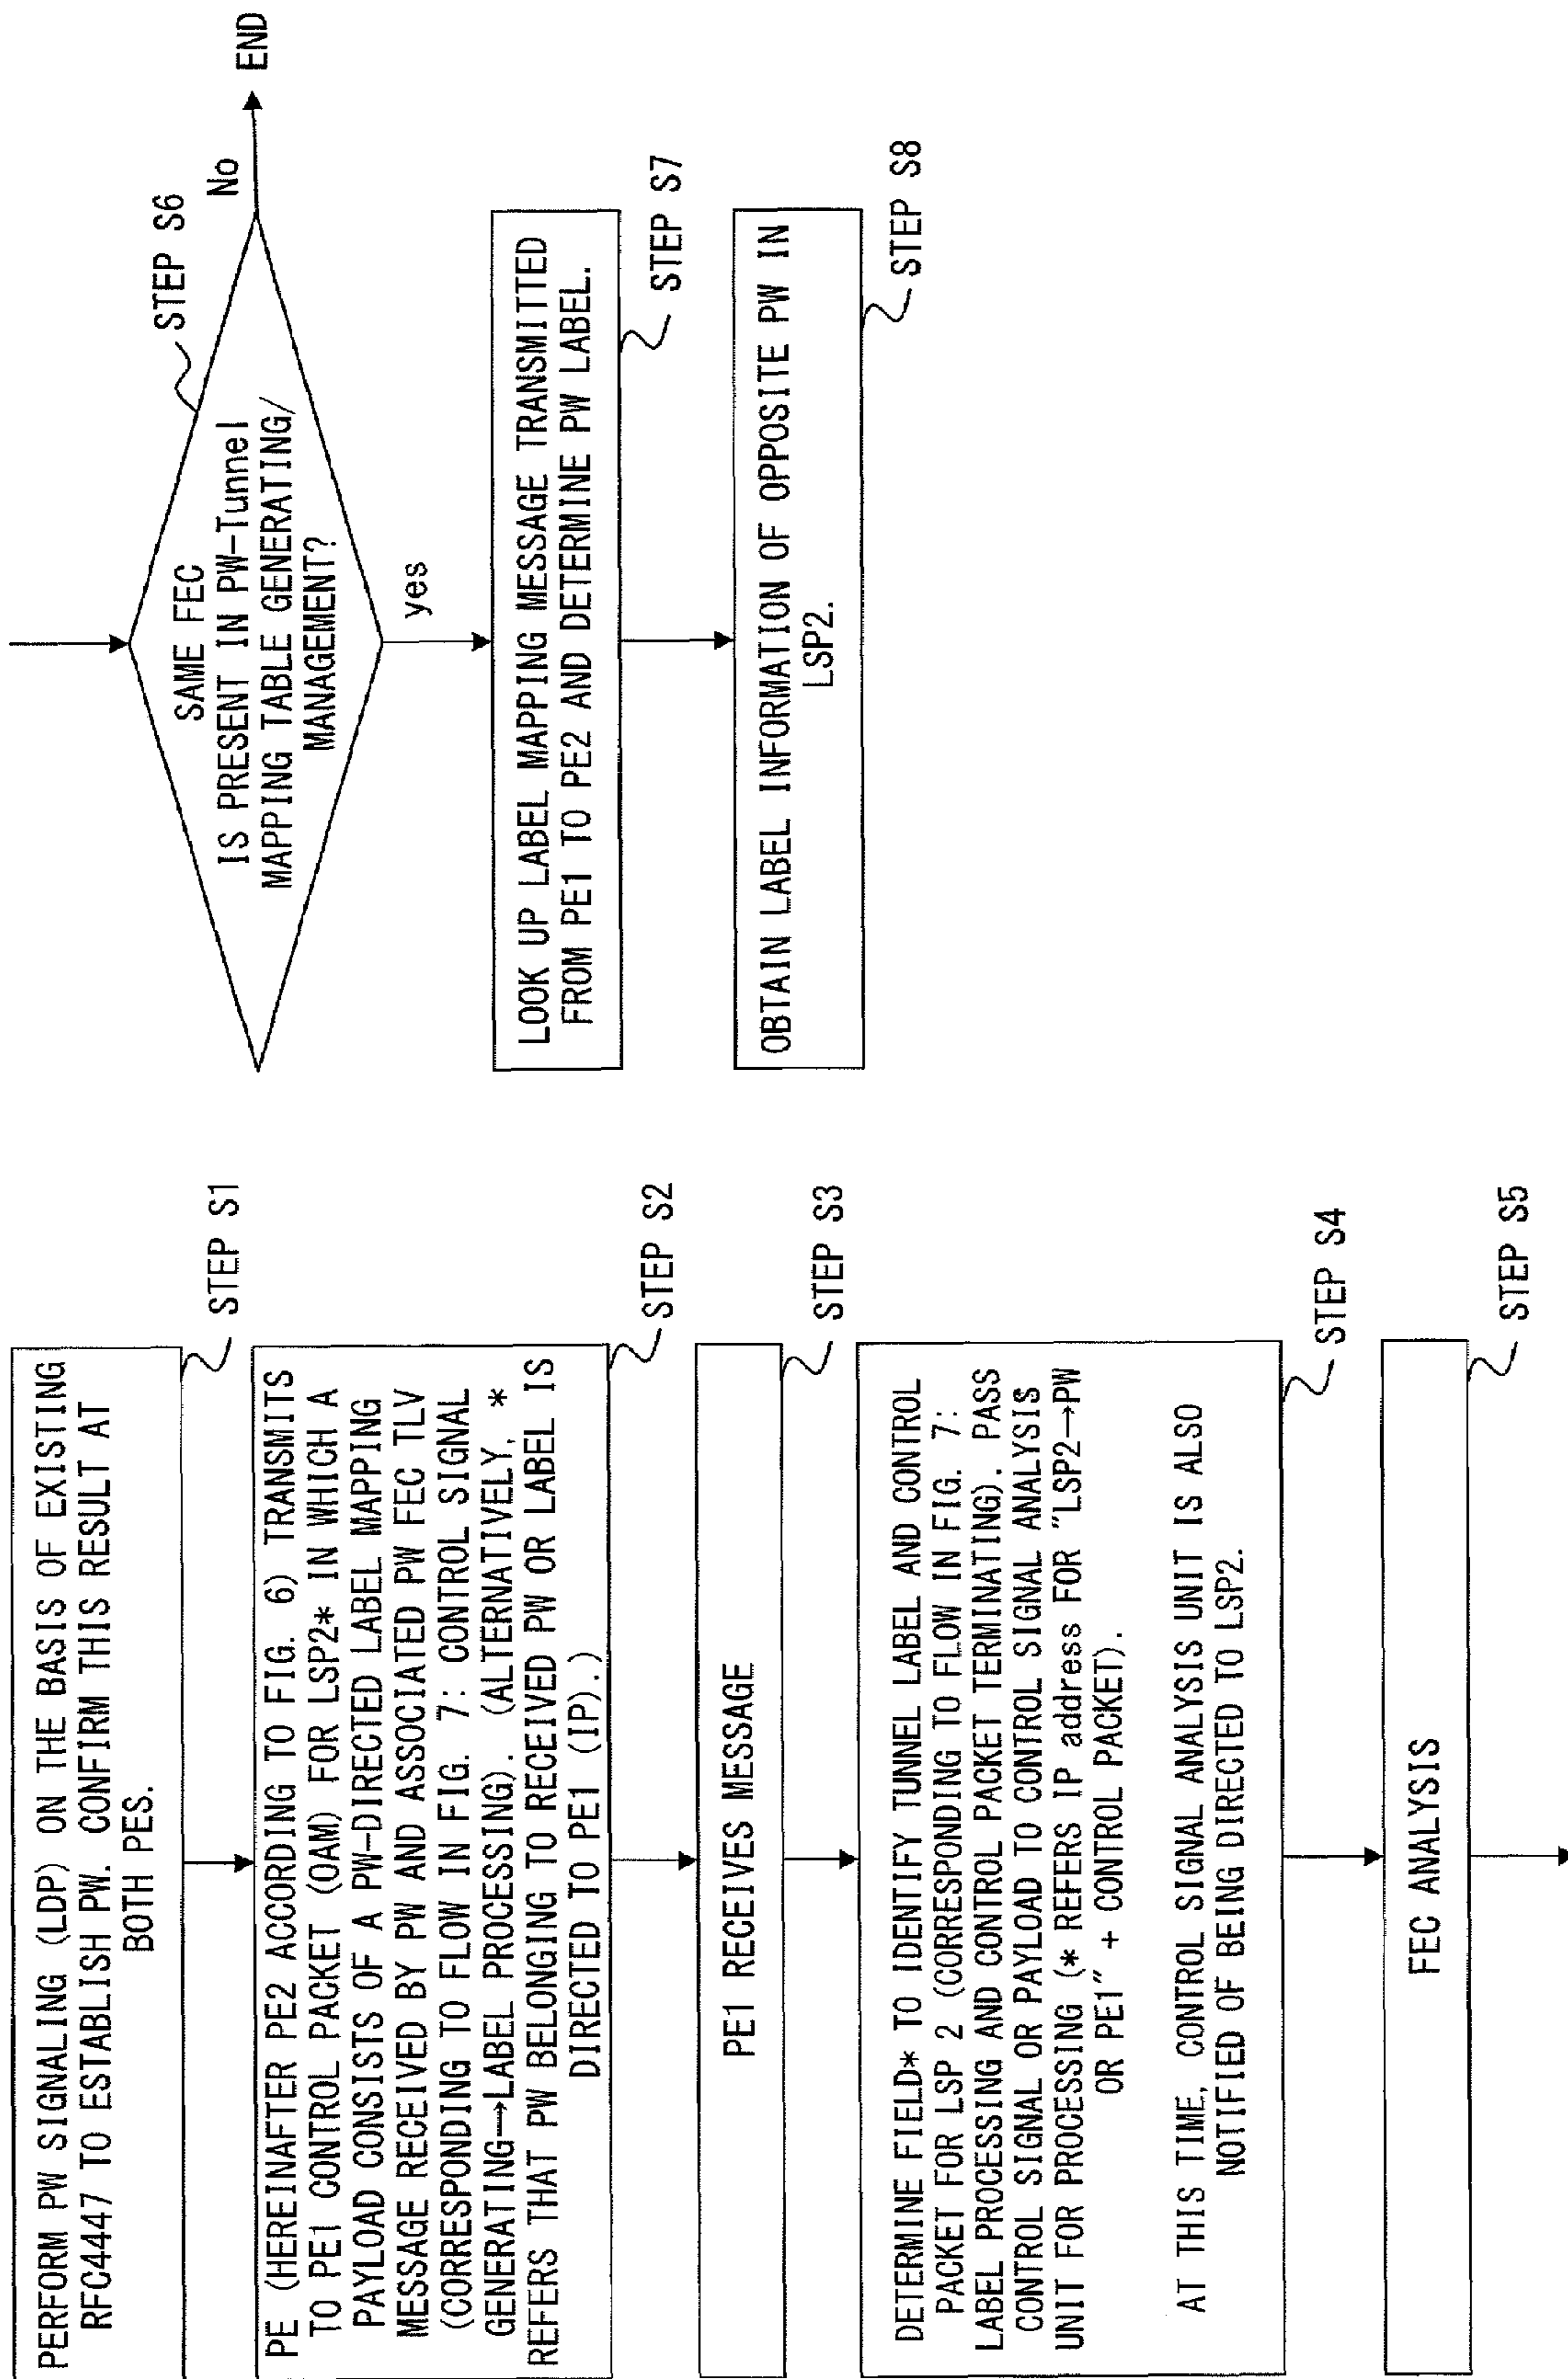 PERFORM PW SIGNALING (LDP) ON THE BASIS OF EXISTING
RFC4447 TO ESTABLISH PW. CONFIRM THIS RESULT AT
BOTH PES.
STEP S1
PE (HEREINAFTER PE2 ACCORDING TO FIG. 6) TRANSMITS
TO PE1 CONTROL PACKET (OAM) FOR LSP2* IN WHICH A
PAYLOAD CONSISTS OF A PW-DIRECTED LABEL MAPPING
MESSAGE RECEIVED BY PW AND ASSOCIATED PW FEC TLV
(CORRESPONDING TO FLOW IN FIG. 7: CONTROL SIGNAL
GENERATING→LABEL PROCESSING). (ALTERNATIVELY, *
REFERS THAT PW BELONGING TO RECEIVED PW OR LABEL IS
DIRECTED TO PE1 (IP).)
STEP S2
PE1 RECEIVES MESSAGE
STEP S3
DETERMINE FIELD* TO IDENTIFY TUNNEL LABEL AND CONTROL
PACKET FOR LSP 2 (CORRESPONDING TO FLOW IN FIG. 7:
LABEL PROCESSING AND CONTROL PACKET TERMINATING). PASS
CONTROL SIGNAL OR PAYLOAD TO CONTROL SIGNAL ANALYSIS
UNIT FOR PROCESSING (* REFERS IP address FOR "LSP2→PW
OR PE1" + CONTROL PACKET).
AT THIS TIME, CONTROL SIGNAL ANALYSIS UNIT IS ALSO
NOTIFIED OF BEING DIRECTED TO LSP2.
STEP S4
FEC ANALYSIS
STEP S5
SAME FEC
IS PRESENT IN PW-Tunnel
MAPPING TABLE GENERATING/
MANAGEMENT?
STEP S6
No
END
yes
LOOK UP LABEL MAPPING MESSAGE TRANSMITTED
FROM PE1 TO PE2 AND DETERMINE PW LABEL.
STEP S7
OBTAIN LABEL INFORMATION OF OPPOSITE PW IN
LSP2.
STEP S8